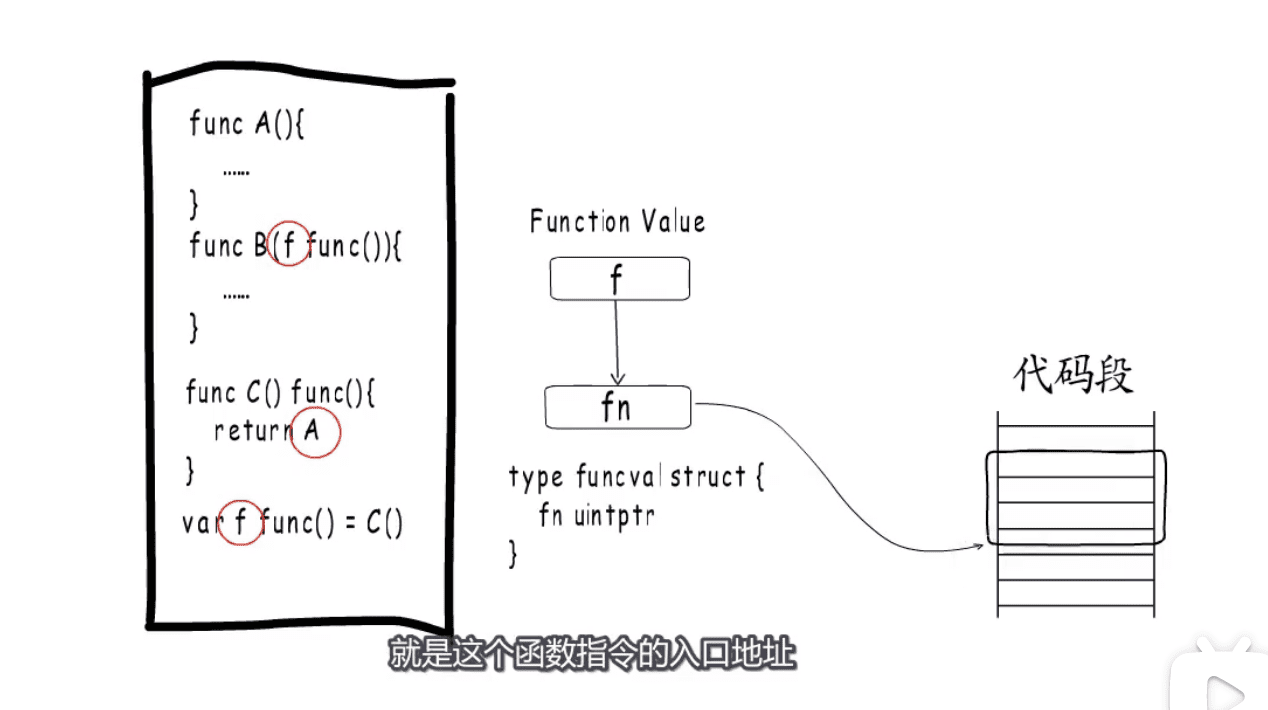 func A(){
......
}
func B(f func()){
......
}
func C() func(){
return A
}
var f func() = C()
Function Value
f
fn
type funcval struct {
fn uintptr
}
代码段
就是这个函数指令的入口地址